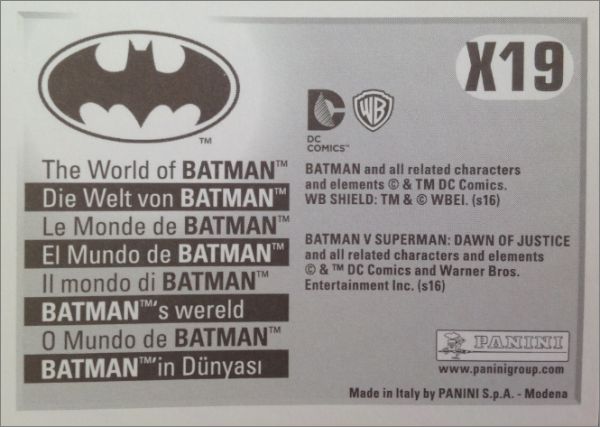 X19
TM
DC
COMICS™
WB
The World of BATMAN™
Die Welt von BATMAN™
Le Monde de BATMAN™
El Mundo de BATMAN™
Il mondo di BATMAN™
BATMAN™'s wereld
O Mundo de BATMAN™
BATMAN™'in Dünyası
BATMAN and all related characters
and elements © & TM DC Comics.
WB SHIELD: TM & © WBEI. (s16)
BATMAN V SUPERMAN: DAWN OF JUSTICE
and all related characters and elements
© & ™ DC Comics and Warner Bros.
Entertainment Inc. (s16)
PANINI
www.paninigroup.com
Made in Italy by PANINI S.p.A. - Modena